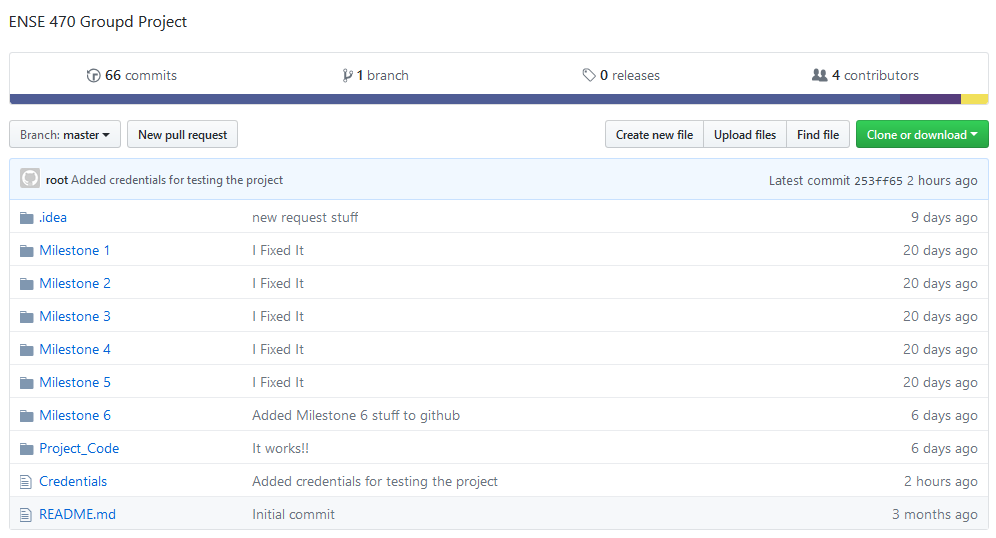 ENSE 470 Groupd Project
66 commits 1 branch 0 releases 4 contributors
Branch: master New pull request Create new file Upload files Find file Clone or download
root Added credentials for testing the project Latest commit 253ff65 2 hours ago
.idea new request stuff 9 days ago
Milestone 1 I Fixed It 20 days ago
Milestone 2 I Fixed It 20 days ago
Milestone 3 I Fixed It 20 days ago
Milestone 4 I Fixed It 20 days ago
Milestone 5 I Fixed It 20 days ago
Milestone 6 Added Milestone 6 stuff to github 6 days ago
Project_Code It works!! 6 days ago
Credentials Added credentials for testing the project 2 hours ago
README.md Initial commit 3 months ago